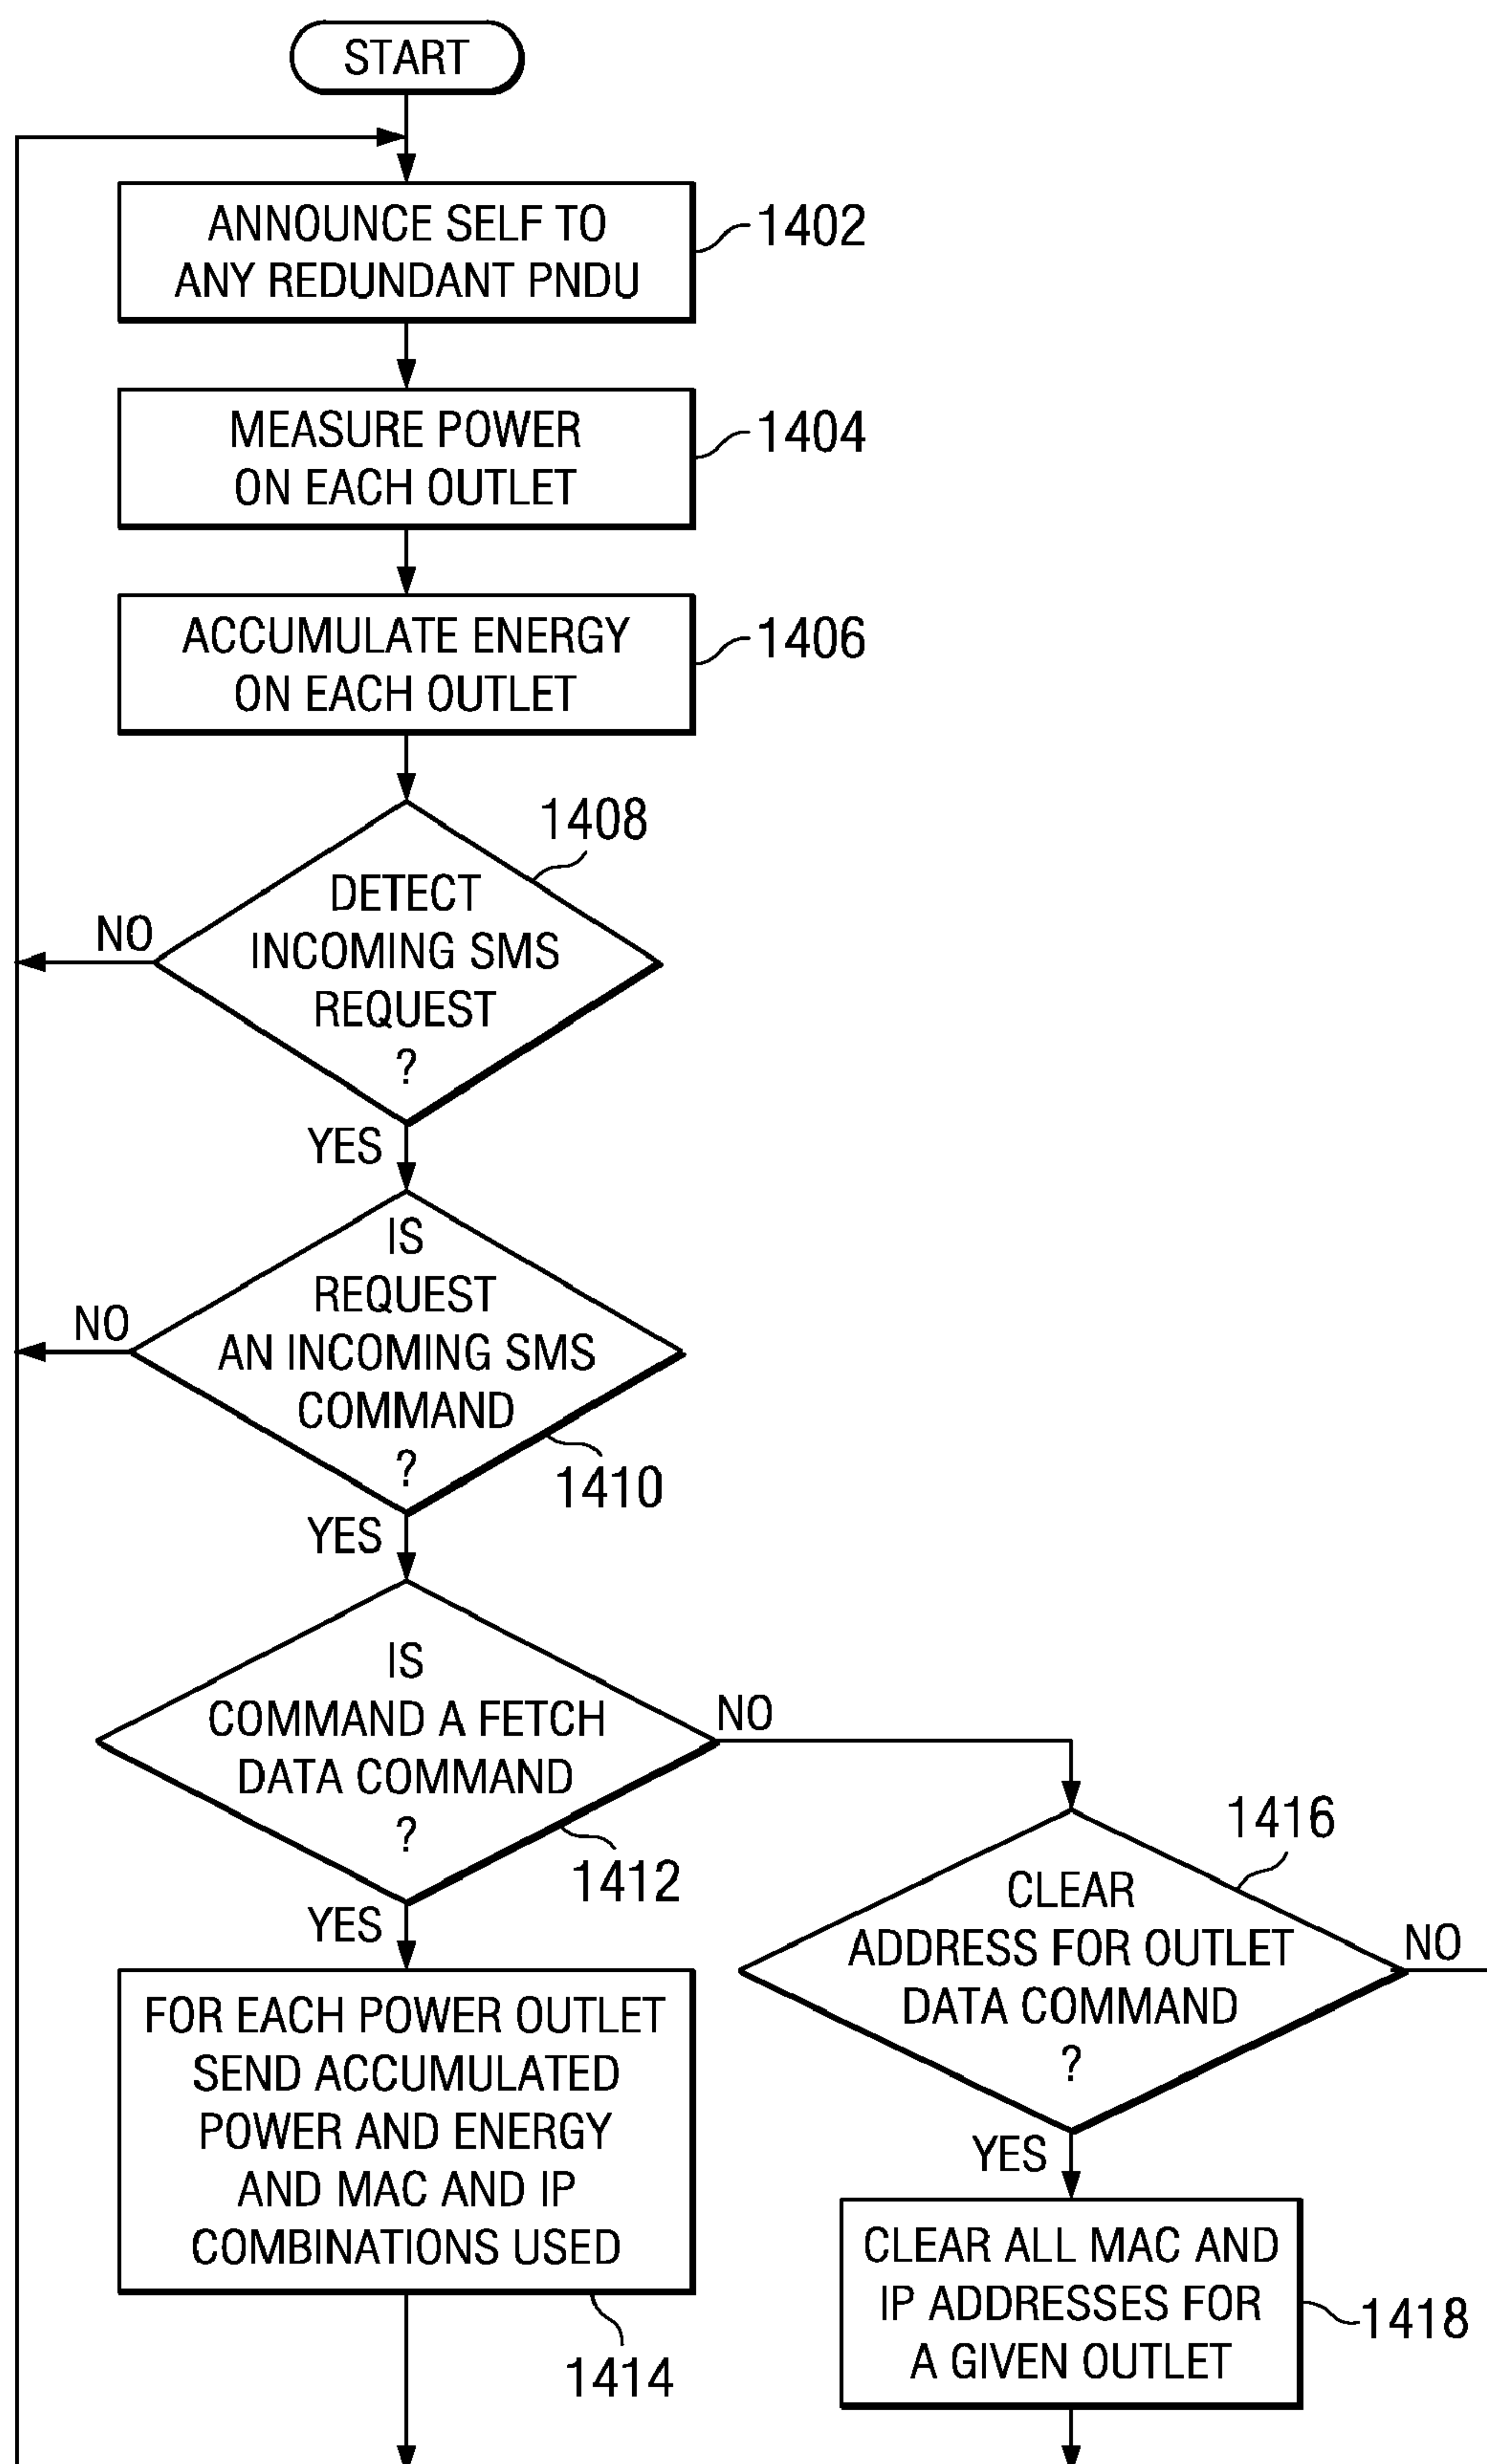 START
ANNOUNCE SELF TO
ANY REDUNDANT PNDU
1402
MEASURE POWER
ON EACH OUTLET
1404
ACCUMULATE ENERGY
ON EACH OUTLET
1406
1408
DETECT
INCOMING SMS
REQUEST
?
NO
YES
IS
REQUEST
AN INCOMING SMS
COMMAND
?
NO
1410
YES
IS
COMMAND A FETCH
DATA COMMAND
?
NO
1412
YES
1416
CLEAR
ADDRESS FOR OUTLET
DATA COMMAND
?
NO
YES
FOR EACH POWER OUTLET
SEND ACCUMULATED
POWER AND ENERGY
AND MAC AND IP
COMBINATIONS USED
1414
CLEAR ALL MAC AND
IP ADDRESSES FOR
A GIVEN OUTLET
1418